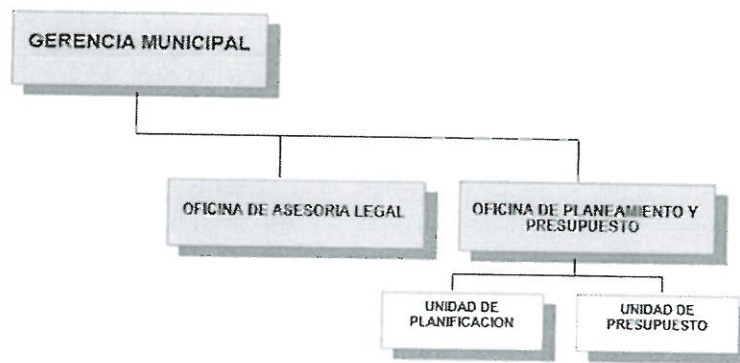 GERENCIA MUNICIPAL
OFICINA DE ASESORIA LEGAL
OFICINA DE PLANEAMIENTO Y
PRESUPUESTO
UNIDAD DE
PLANIFICACION
UNIDAD DE
PRESUPUESTO